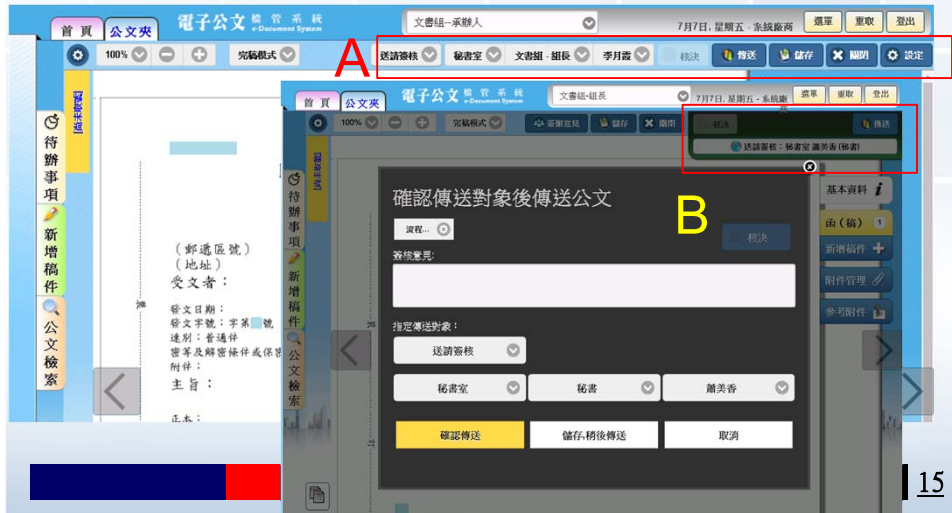 首 頁
公文夾
電子公文 檔 管 系 統
e-Document System
文書組--承辦人
7月7日, 星期五 - 系統廠商
選單
重取
登出
100%
完稿模式
A
送請簽核
秘書室
文書組 - 組長
李月霞
核決
傳送
儲存
關閉
設定
待辦事項
新增稿件
公文檢索
(郵遞區號)
(地址)
受文者：
發文日期：
發文字號：字第 號
速別：普通件
密等及解密條件或保密
附件：
主旨：
正本：
首 頁
公文夾
電子公文 檔 管 系 統
e-Document System
文書組-組長
7月7日, 星期五 - 系統廠
選單
重取
登出
100%
完稿模式
簽辦意見
儲存
關閉
核決
傳送
送請簽核：秘書室 蕭美香 (秘書)
待辦事項
新增稿件
公文檢索
B
確認傳送對象後傳送公文
流程...
核決
簽核意見:
指定傳送對象：
送請簽核
秘書室
秘書
蕭美香
確認傳送
儲存,稍後傳送
取消
基本資料
函(稿) 1
新增稿件
附件管理
參考附件
15